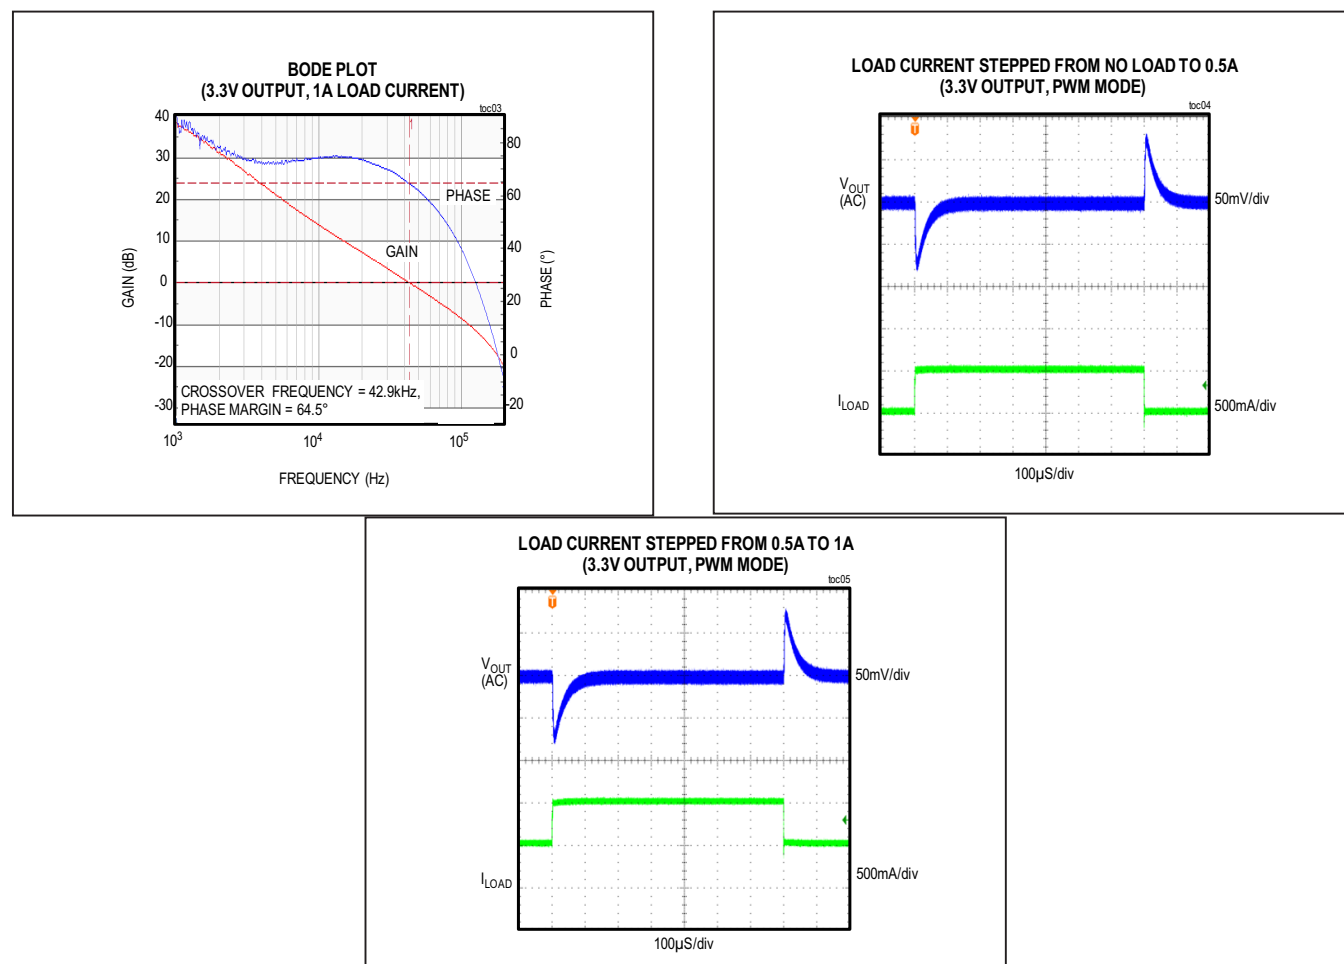 BODE PLOT
(3.3V OUTPUT, 1A LOAD CURRENT)
toc03
40
30
20
10
0
-10
-20
-30
GAIN (dB)
80
60
40
20
0
-20
PHASE (°)
PHASE
GAIN
CROSSOVER FREQUENCY = 42.9kHz,
PHASE MARGIN = 64.5°
10³
10⁴
10⁵
FREQUENCY (Hz)
LOAD CURRENT STEPPED FROM NO LOAD TO 0.5A
(3.3V OUTPUT, PWM MODE)
toc04
T
VOUT
(AC)
50mV/div
ILOAD
500mA/div
100µS/div
LOAD CURRENT STEPPED FROM 0.5A TO 1A
(3.3V OUTPUT, PWM MODE)
toc05
T
VOUT
(AC)
50mV/div
ILOAD
500mA/div
100µS/div